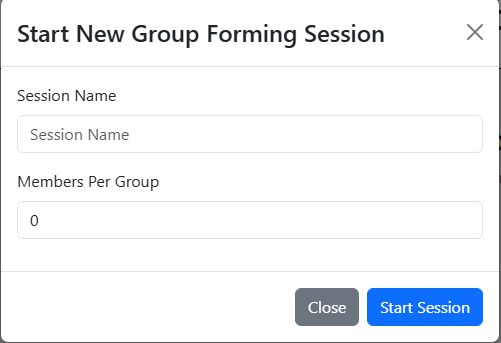 Start New Group Forming Session
Session Name
Session Name
Members Per Group
0
Close
Start Session